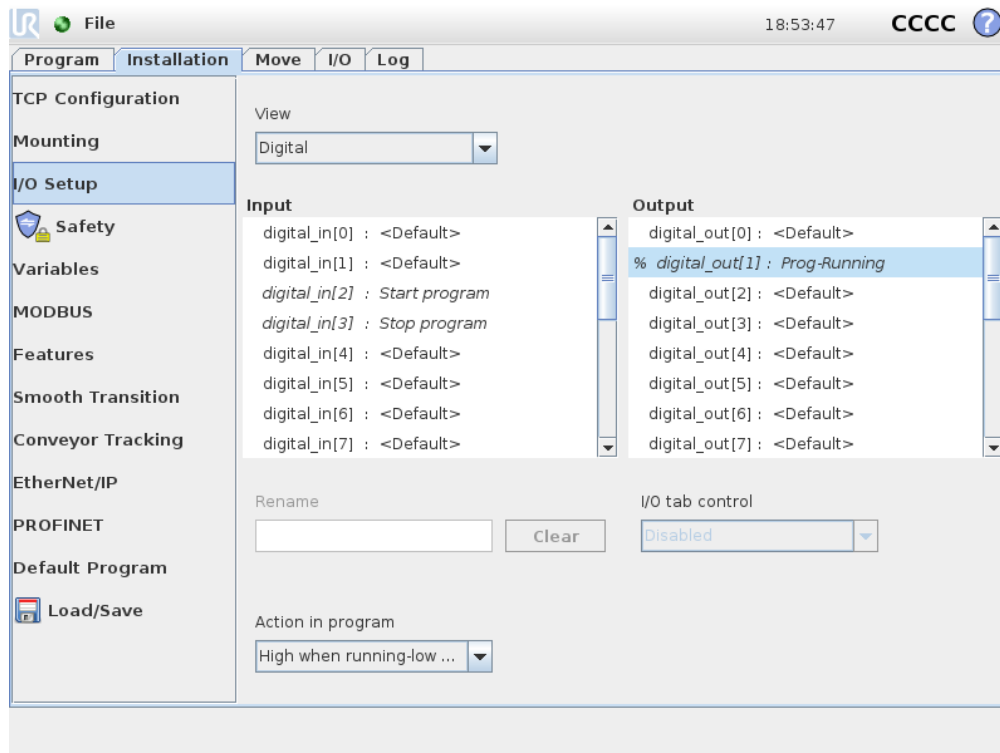 UR File 18:53:47 CCCC ?
Program Installation Move I/O Log
TCP Configuration
Mounting
I/O Setup
Safety
Variables
MODBUS
Features
Smooth Transition
Conveyor Tracking
EtherNet/IP
PROFINET
Default Program
Load/Save
View
Digital
Input
digital_in[0] : <Default>
digital_in[1] : <Default>
digital_in[2] : Start program
digital_in[3] : Stop program
digital_in[4] : <Default>
digital_in[5] : <Default>
digital_in[6] : <Default>
digital_in[7] : <Default>
Output
digital_out[0] : <Default>
% digital_out[1] : Prog-Running
digital_out[2] : <Default>
digital_out[3] : <Default>
digital_out[4] : <Default>
digital_out[5] : <Default>
digital_out[6] : <Default>
digital_out[7] : <Default>
Rename
Clear
I/O tab control
Disabled
Action in program
High when running-low ...